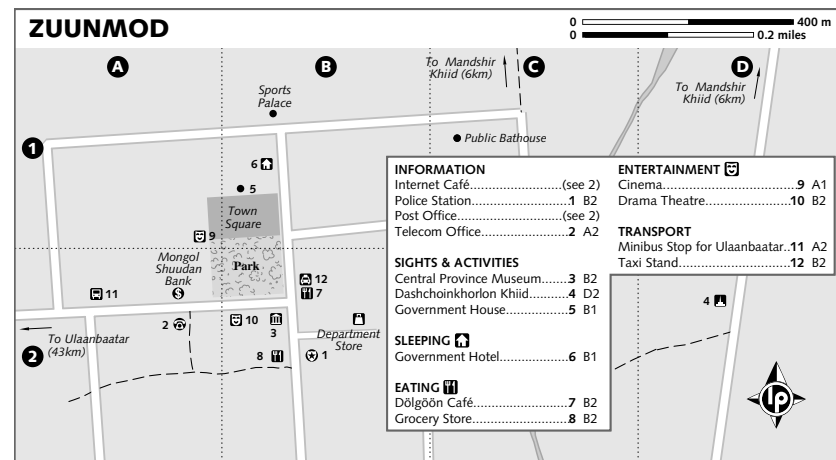 ZUUNMOD
0 400 m
0 0.2 miles
A
B
C
D
To Mandshir
Khiid (6km)
To Mandshir
Khiid (6km)
Sports
Palace
1
Public Bathouse
6
5
Town
Square
9
Mongol
Shuudan
Bank
Park
12
7
11
2
10
3
To Ulaanbaatar
(43km)
2
8
1
Department
Store
4
INFORMATION
Internet Café.....................(see 2)
Police Station.....................1 B2
Post Office.....................(see 2)
Telecom Office.....................2 A2
SIGHTS & ACTIVITIES
Central Province Museum.....3 B2
Dashchoinkhorlon Khiid........4 D2
Government House...............5 B1
SLEEPING
Government Hotel................6 B1
EATING
Dölgöön Café.......................7 B2
Grocery Store.......................8 B2
ENTERTAINMENT
Cinema.................................9 A1
Drama Theatre....................10 B2
TRANSPORT
Minibus Stop for Ulaanbaatar..11 A2
Taxi Stand...........................12 B2
lp